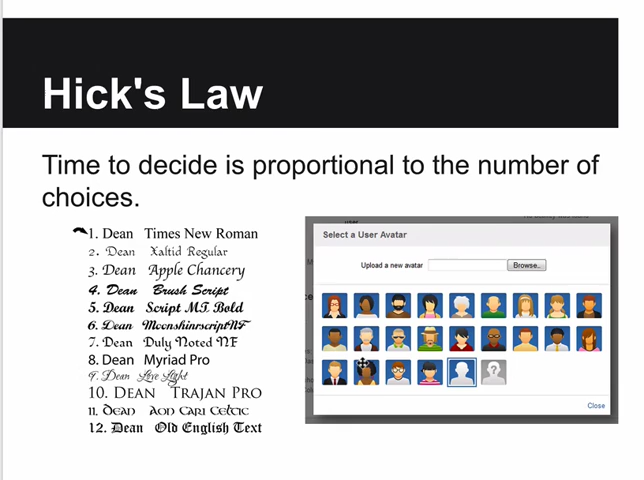 Hick's Law
Time to decide is proportional to the number of
choices.
1. Dean Times New Roman
2. Dean Xaltid Regular
3. Dean Apple Chancery
4. Dean Brush Script
5. Dean Script MT Bold
6. Dean MoonshinrscriptNF
7. Dean Duly Noted NF
8. Dean Myriad Pro
9. Dean Love Light
10. Dean Trajan Pro
11. Dean Aon Cari Celtic
12. Dean Old English Text
user
Select a User Avatar
Upload a new avatar Browse..
?
Close